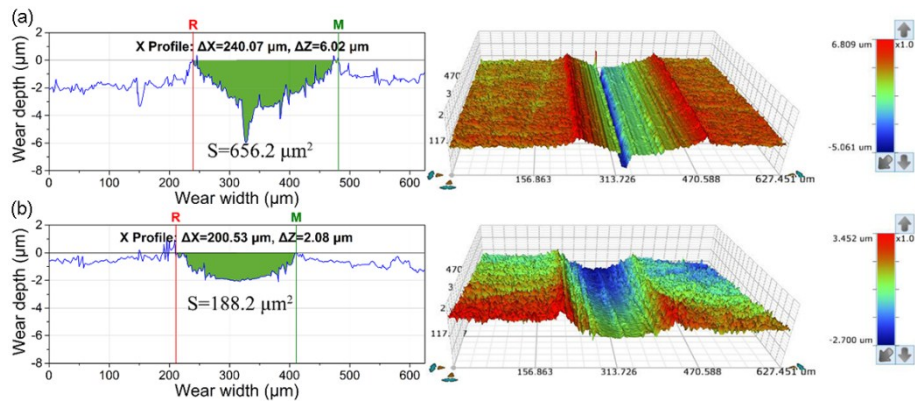 (a)
R
M
X Profile: ΔX=240.07 µm, ΔZ=6.02 µm
Wear depth (µm)
2
0
-2
-4
-6
-8
S=656.2 µm²
0 100 200 300 400 500 600
Wear width (µm)
470
2
117.
156.863
313.726
470.588
627.451 um
6.809 um
x1.0
-5.061 um
(b)
R
M
X Profile: ΔX=200.53 µm, ΔZ=2.08 µm
Wear depth (µm)
2
0
-2
-4
-6
-8
S=188.2 µm²
0 100 200 300 400 500 600
Wear width (µm)
470
2
117
156.863
313.726
470.588
627.451 um
3.452 um
x1.0
-2.700 um